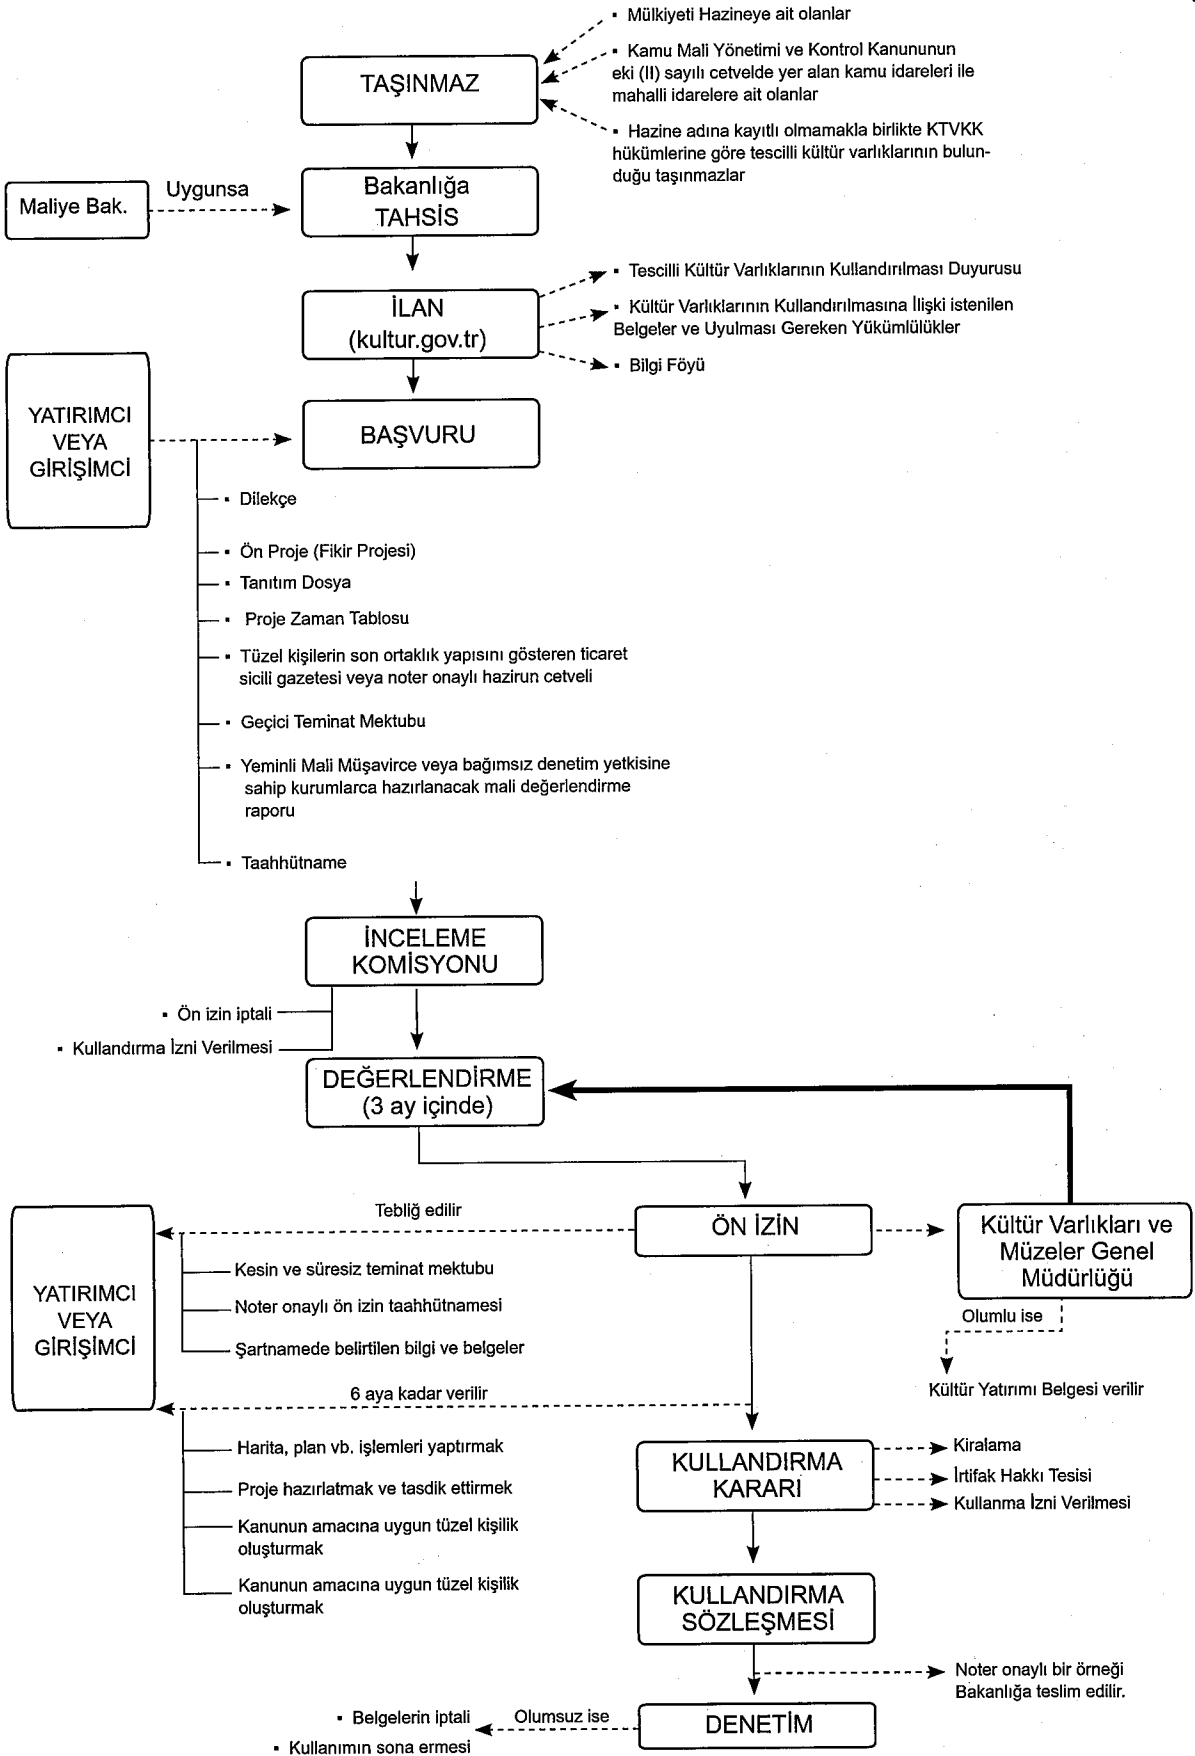 ▪ Mülkiyeti Hazineye ait olanlar
TAŞINMAZ
▪ Kamu Mali Yönetimi ve Kontrol Kanununun
eki (II) sayılı cetvelde yer alan kamu idareleri ile
mahalli idarelere ait olanlar
▪ Hazine adına kayıtlı olmamakla birlikte KTVKK
hükümlerine göre tescilli kültür varlıklarının bulun-
duğu taşınmazlar
Maliye Bak.
Uygunsa
Bakanlığa
TAHSİS
İLAN
(kultur.gov.tr)
▪ Tescilli Kültür Varlıklarının Kullandırılması Duyurusu
▪ Kültür Varlıklarının Kullandırılmasına İlişki istenilen
Belgeler ve Uyulması Gereken Yükümlülükler
▪ Bilgi Föyü
YATIRIMCI
VEYA
GİRİŞİMCİ
BAŞVURU
▪ Dilekçe
▪ Ön Proje (Fikir Projesi)
▪ Tanıtım Dosya
▪ Proje Zaman Tablosu
▪ Tüzel kişilerin son ortaklık yapısını gösteren ticaret
sicili gazetesi veya noter onaylı hazirun cetveli
▪ Geçici Teminat Mektubu
▪ Yeminli Mali Müşavirce veya bağımsız denetim yetkisine
sahip kurumlarca hazırlanacak mali değerlendirme
raporu
▪ Taahhütname
İNCELEME
KOMİSYONU
▪ Ön izin iptali
▪ Kullandırma İzni Verilmesi
DEĞERLENDİRME
(3 ay içinde)
Tebliğ edilir
ÖN İZİN
Kültür Varlıkları ve
Müzeler Genel
Müdürlüğü
Olumlu ise
Kültür Yatırımı Belgesi verilir
YATIRIMCI
VEYA
GİRİŞİMCİ
Kesin ve süresiz teminat mektubu
Noter onaylı ön izin taahhütnamesi
Şartnamede belirtilen bilgi ve belgeler
6 aya kadar verilir
Harita, plan vb. işlemleri yaptırmak
Proje hazırlatmak ve tasdik ettirmek
Kanunun amacına uygun tüzel kişilik
oluşturmak
Kanunun amacına uygun tüzel kişilik
oluşturmak
KULLANDIRMA
KARARI
Kiralama
İrtifak Hakkı Tesisi
Kullanma İzni Verilmesi
KULLANDIRMA
SÖZLEŞMESİ
Noter onaylı bir örneği
Bakanlığa teslim edilir.
DENETİM
Olumsuz ise
▪ Belgelerin iptali
▪ Kullanımın sona ermesi